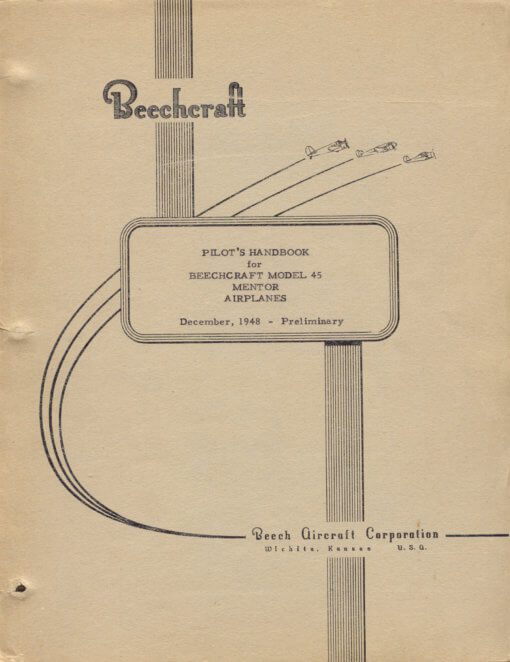 Beechcraft
PILOT'S HANDBOOK
for
BEECHCRAFT MODEL 45
MENTOR
AIRPLANES
December, 1948 - Preliminary
Beech Aircraft Corporation
Wichita, Kansas U.S.A.